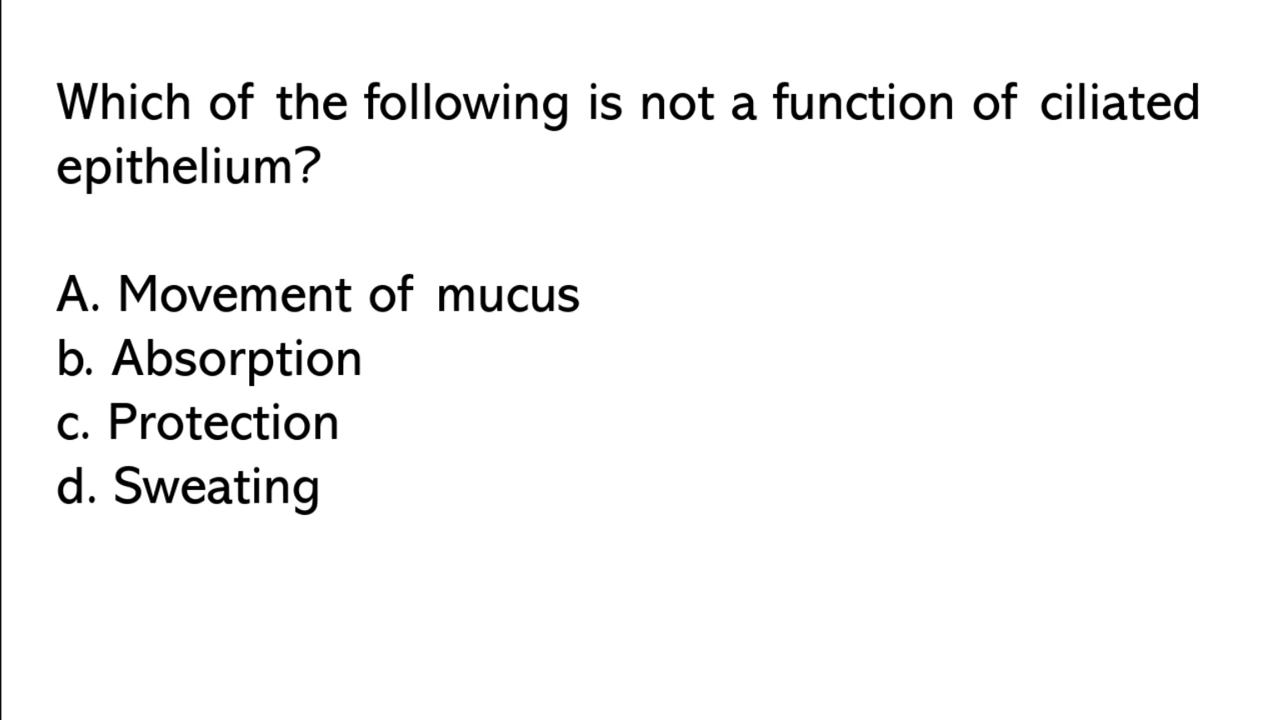 Which of the following is not a function of ciliated
epithelium?
A. Movement of mucus
b. Absorption
c. Protection
d. Sweating